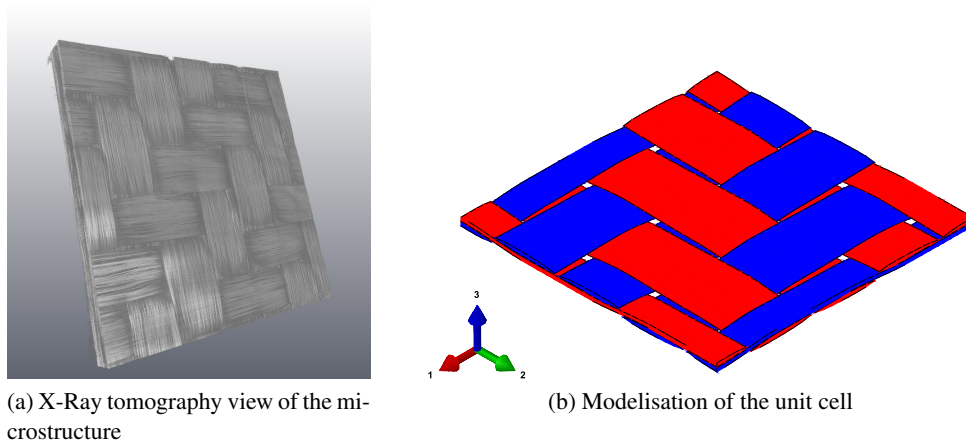 3
1
2
(a) X-Ray tomography view of the mi-
crostructure
(b) Modelisation of the unit cell